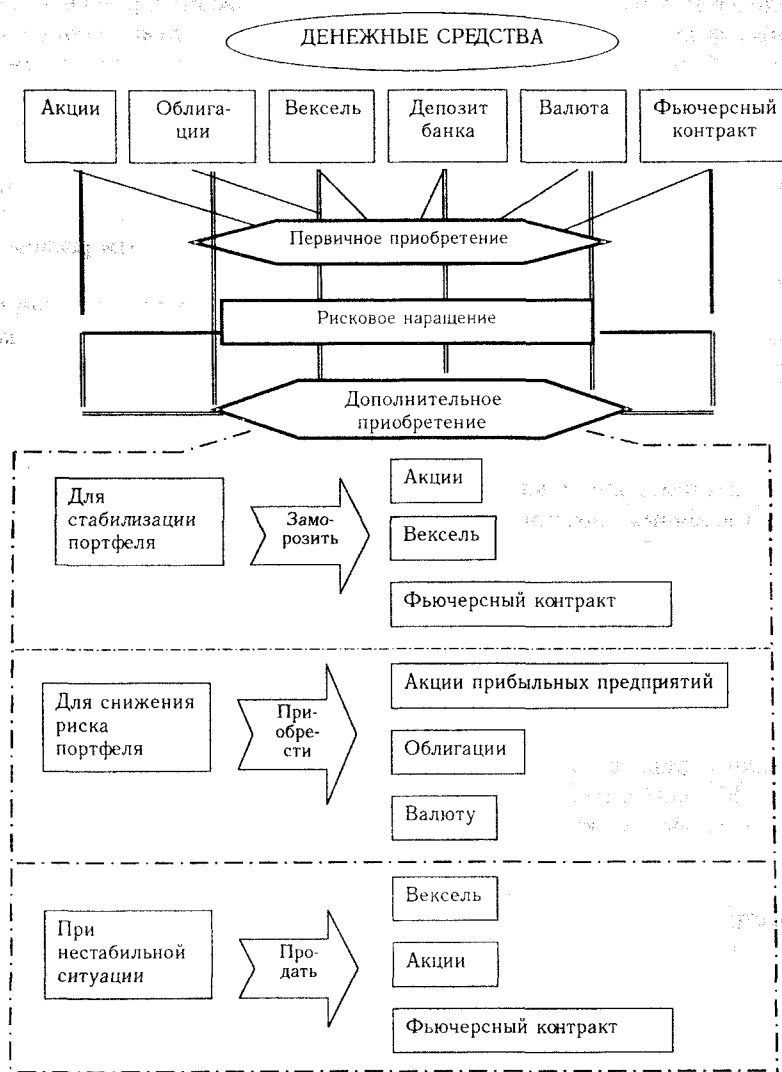 ДЕНЕЖНЫЕ СРЕДСТВА
Акции
Облига-
ции
Вексель
Депозит
банка
Валюта
Фьючерсный
контракт
Первичное приобретение
Рисковое наращение
Дополнительное
приобретение
Для
стабилизации
портфеля
Замо-
розить
Акции
Вексель
Фьючерсный контракт
Для снижения
риска
портфеля
При-
обре-
сти
Акции прибыльных предприятий
Облигации
Валюту
При
нестабильной
ситуации
Про-
дать
Вексель
Акции
Фьючерсный контракт